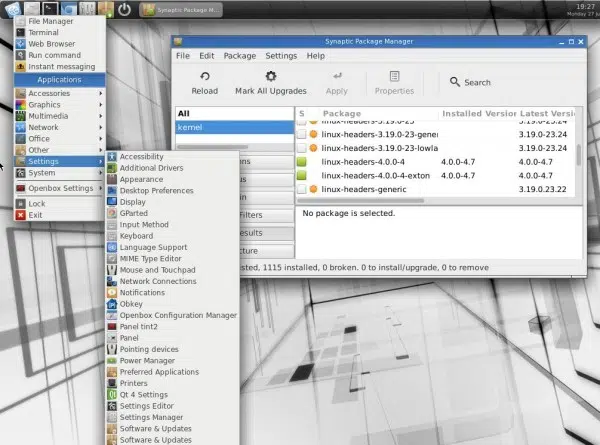 Synaptic Package M...
19:27
Monday 27 ju
File Manager
Terminal
Web Browser
Run command
Instant messaging
Applications
Accessories
Graphics
Multimedia
Network
Office
Other
Settings
System
Openbox Settings
Lock
Exit
Accessibility
Additional Drivers
Appearance
Desktop Preferences
Display
GParted
Input Method
Keyboard
Language Support
MIME Type Editor
Mouse and Touchpad
Network Connections
Notifications
Obkey
Openbox Configuration Manager
Panel tint2
Panel
Pointing devices
Power Manager
Preferred Applications
Printers
Qt 4 Settings
Settings Editor
Settings Manager
Software & Updates
Software & Updates
Synaptic Package Manager
File Edit Package Settings Help
Reload Mark All Upgrades Apply Properties Search
All
kernel
ons
in
Filters
esults
cture
S Package Installed Version Latest Versi
linux-headers-3.19.0-23 3.19.0-23.24
linux-headers-3.19.0-23-gener 3.19.0-23.24
linux-headers-3.19.0-23-lowla 3.19.0-23.24
linux-headers-4.0.0-4 4.0.0-4.7 4.0.0-4.7
linux-headers-4.0.0-4-exton 4.0.0-4.7 4.0.0-4.7
linux-headers-generic 3.19.0.23.22
No package is selected.
sted, 1115 installed, 0 broken. 0 to install/upgrade, 0 to remove